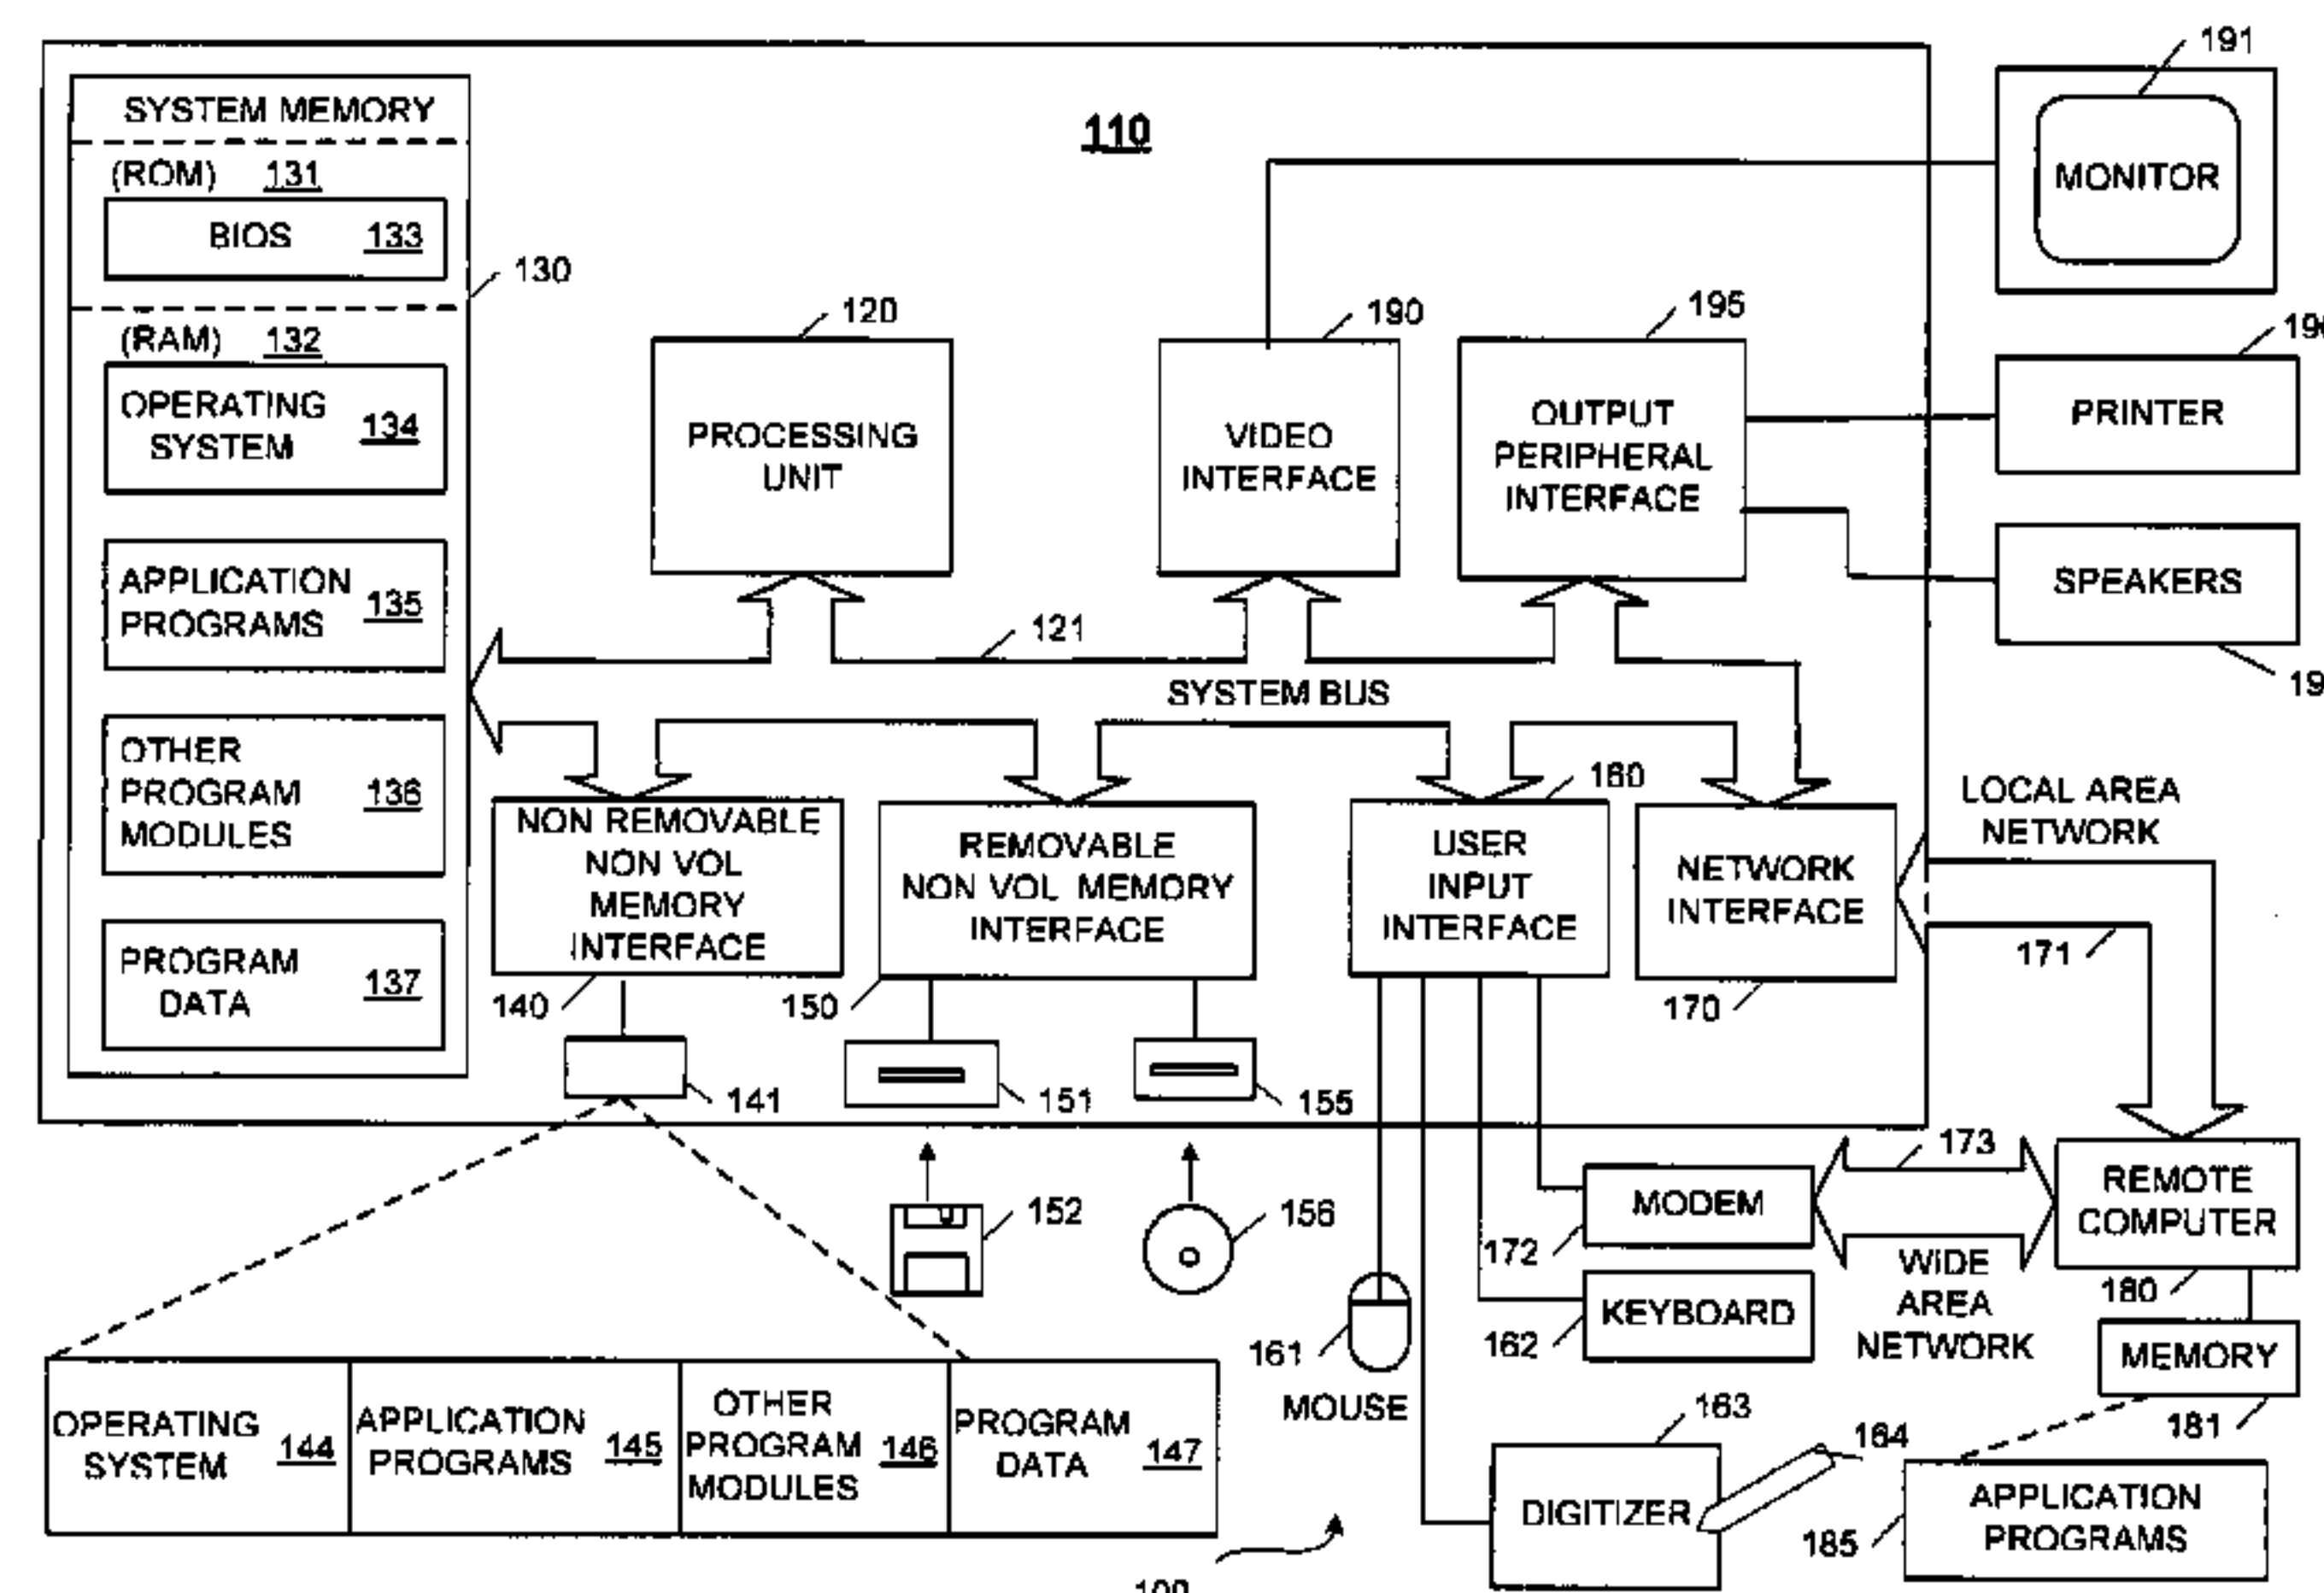 191
SYSTEM MEMORY
110
(ROM) 131
MONITOR
BIOS 133
130
120
190
195
(RAM) 132
OPERATING
SYSTEM 134
PROCESSING
UNIT
VIDEO
INTERFACE
OUTPUT
PERIPHERAL
INTERFACE
PRINTER
APPLICATION
PROGRAMS 135
SPEAKERS
121
SYSTEM BUS
OTHER
PROGRAM
MODULES 136
160
LOCAL AREA
NETWORK
NON REMOVABLE
NON VOL
MEMORY
INTERFACE
REMOVABLE
NON VOL MEMORY
INTERFACE
USER
INPUT
INTERFACE
NETWORK
INTERFACE
171
PROGRAM
DATA 137
140
150
170
141
151
155
173
152
156
172
MODEM
REMOTE
COMPUTER
WIDE
AREA
NETWORK
180
161
MOUSE
162
KEYBOARD
MEMORY
181
OPERATING
SYSTEM 144
APPLICATION
PROGRAMS 145
OTHER
PROGRAM
MODULES 146
PROGRAM
DATA 147
163
164
DIGITIZER
185
APPLICATION
PROGRAMS